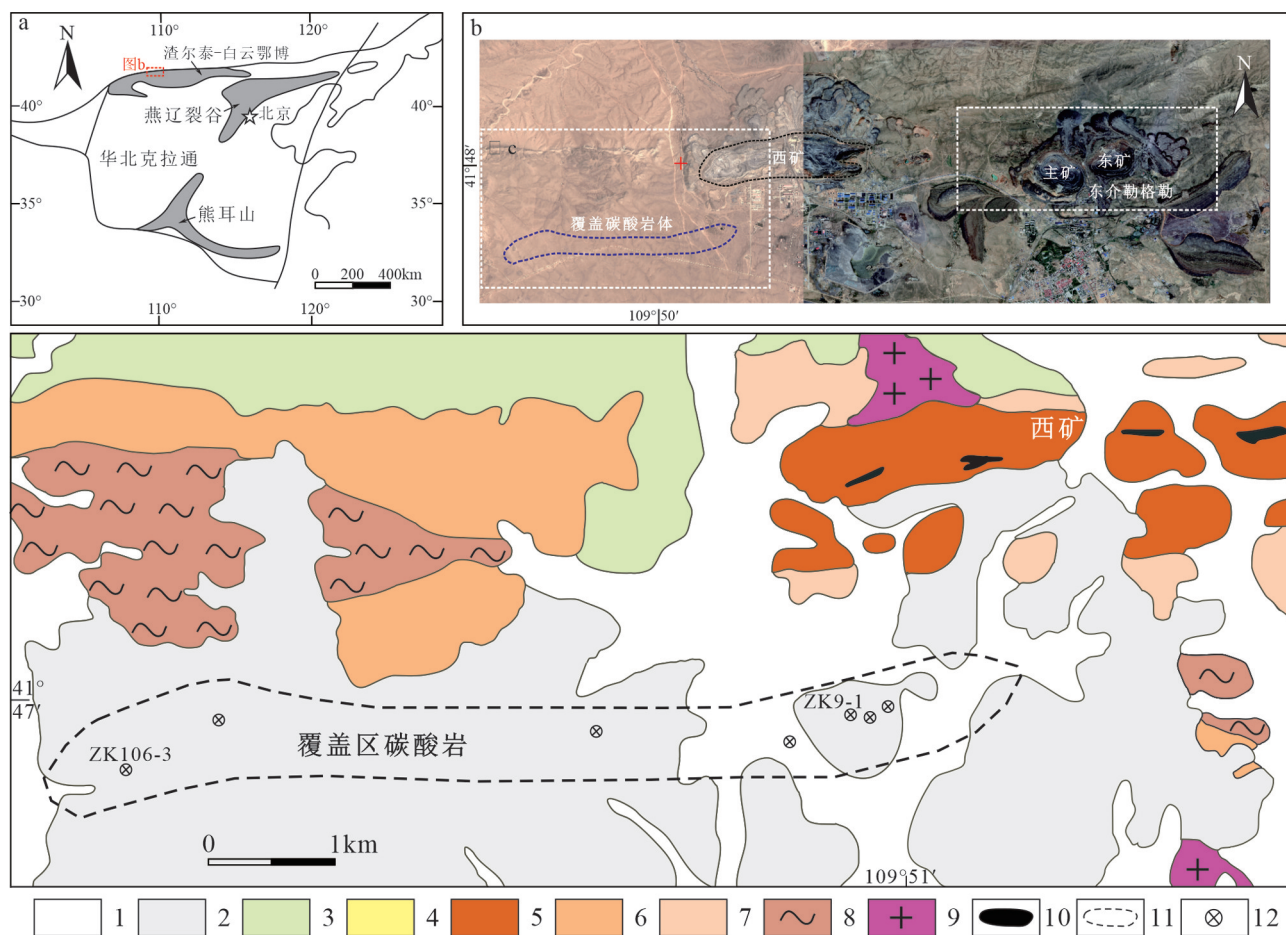 a
N
110°
120°
渣尔泰-白云鄂博
图b
40°
40°
燕辽裂谷
北京
华北克拉通
35°
35°
熊耳山
0 200 400km
30°
30°
110°
120°
b
N
41°48′
c
西矿
主矿
东矿
东介勒格勒
覆盖碳酸岩体
109°50′
西矿
41°
47′
ZK9-1
ZK106-3
覆盖区碳酸岩
0 1km
109°51′
1 2 3 4 5 6 7 8 9 10 11 12